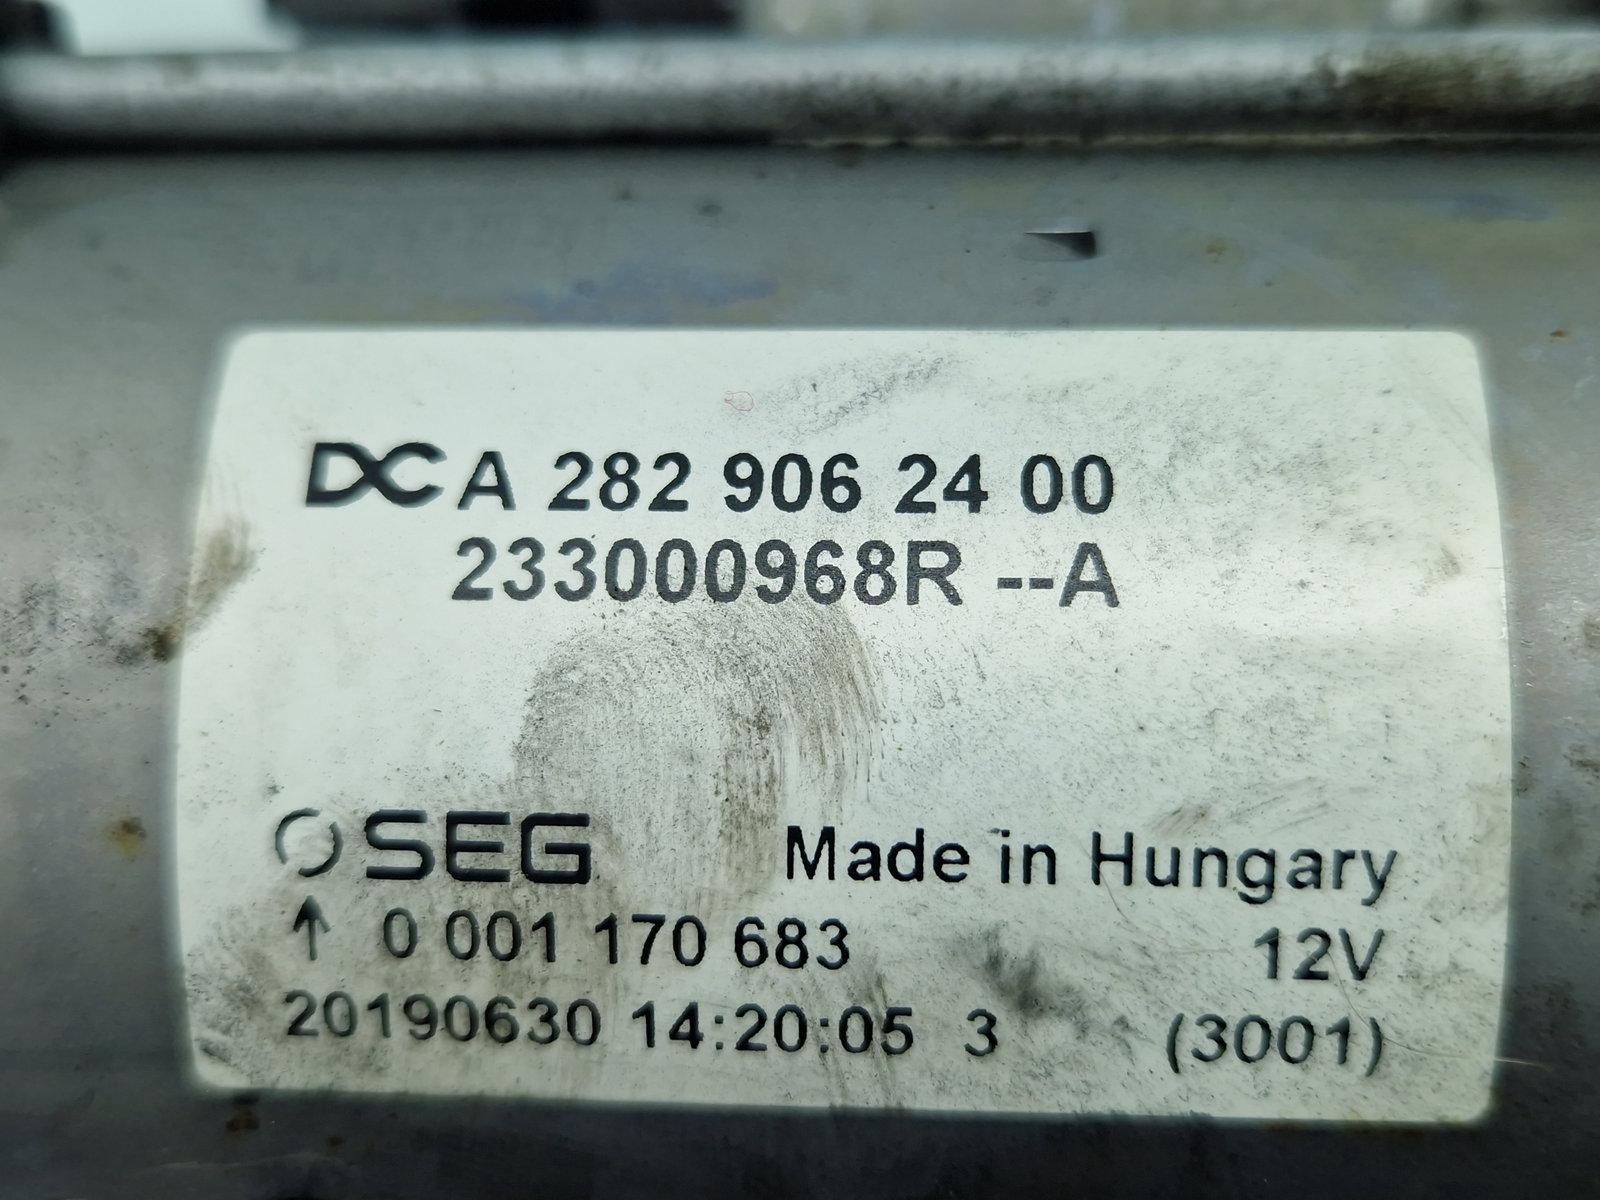 DC A 282 906 24 00
233000968R --A
SEG Made in Hungary
↑ 0 001 170 683 12V
20190630 14:20:05 3 (3001)